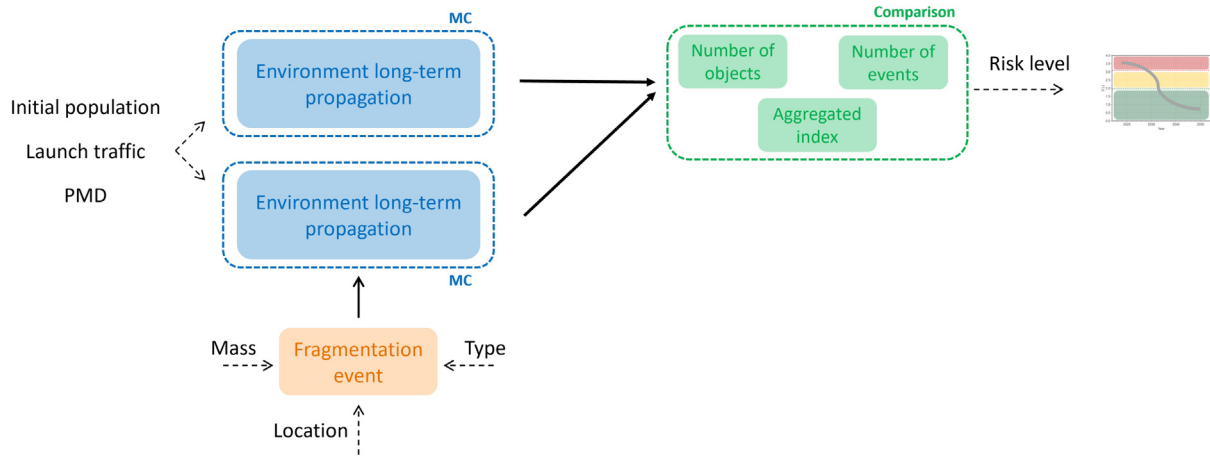 MC
Comparison
Environment long-term
propagation
Number of
objects
Number of
events
Aggregated
index
Risk level
Initial population
Launch traffic
PMD
Environment long-term
propagation
MC
Mass
Fragmentation
event
Type
Location
Year